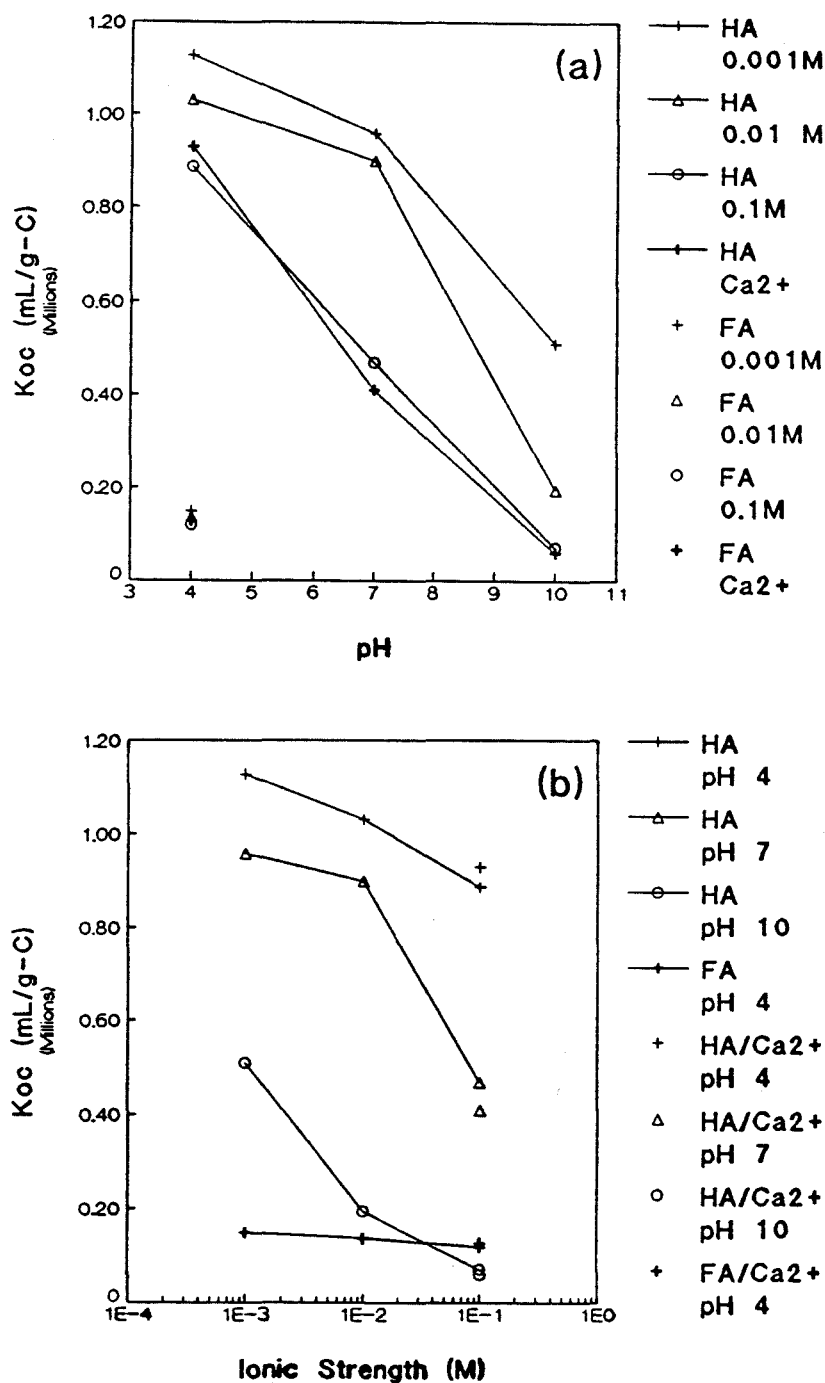 1.20
1.00
0.80
0.60
0.40
0.20
0
Koc (mL/g-C)
(Millions)
(a)
3 4 5 6 7 8 9 10 11
pH
HA
0.001M
HA
0.01 M
HA
0.1M
HA
Ca2+
FA
0.001M
FA
0.01M
FA
0.1M
FA
Ca2+
1.20
1.00
0.80
0.60
0.40
0.20
0
Koc (mL/g-C)
(Millions)
(b)
1E-4 1E-3 1E-2 1E-1 1E0
Ionic Strength (M)
HA
pH 4
HA
pH 7
HA
pH 10
FA
pH 4
HA/Ca2+
pH 4
HA/Ca2+
pH 7
HA/Ca2+
pH 10
FA/Ca2+
pH 4